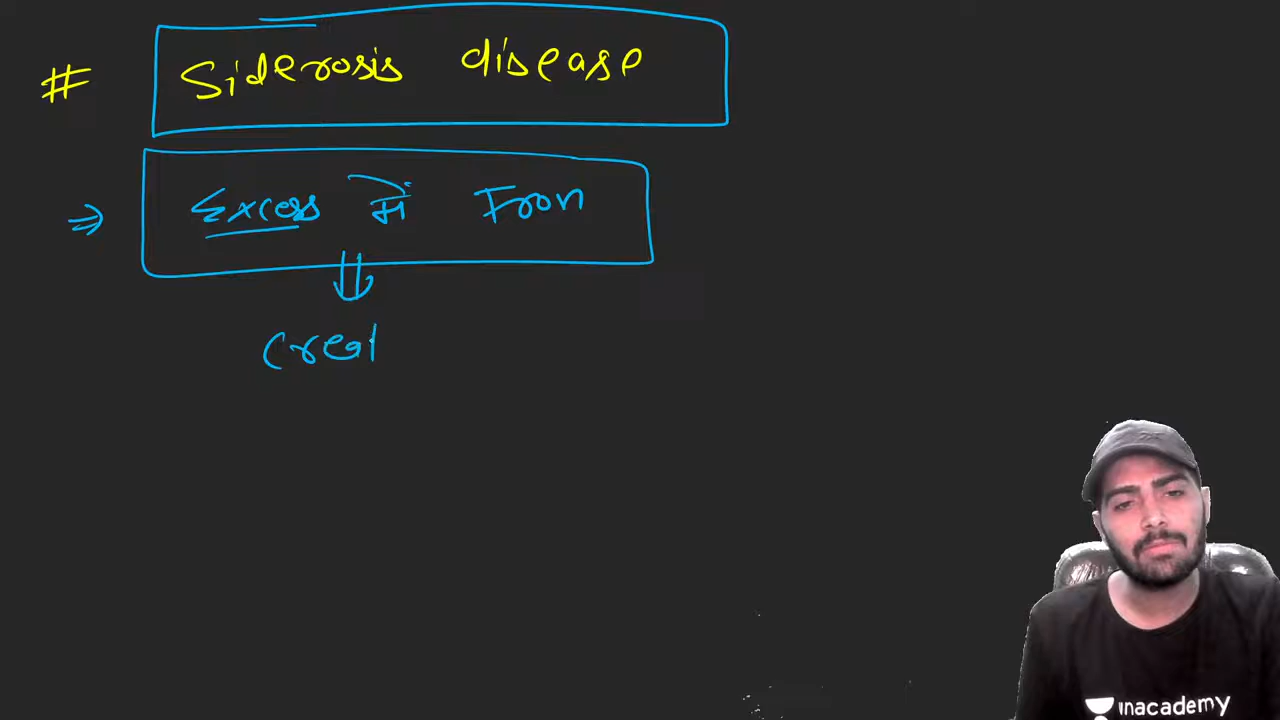 # Siderosis disease
⇒ Excess में Iron
⇓
creat
unacademy